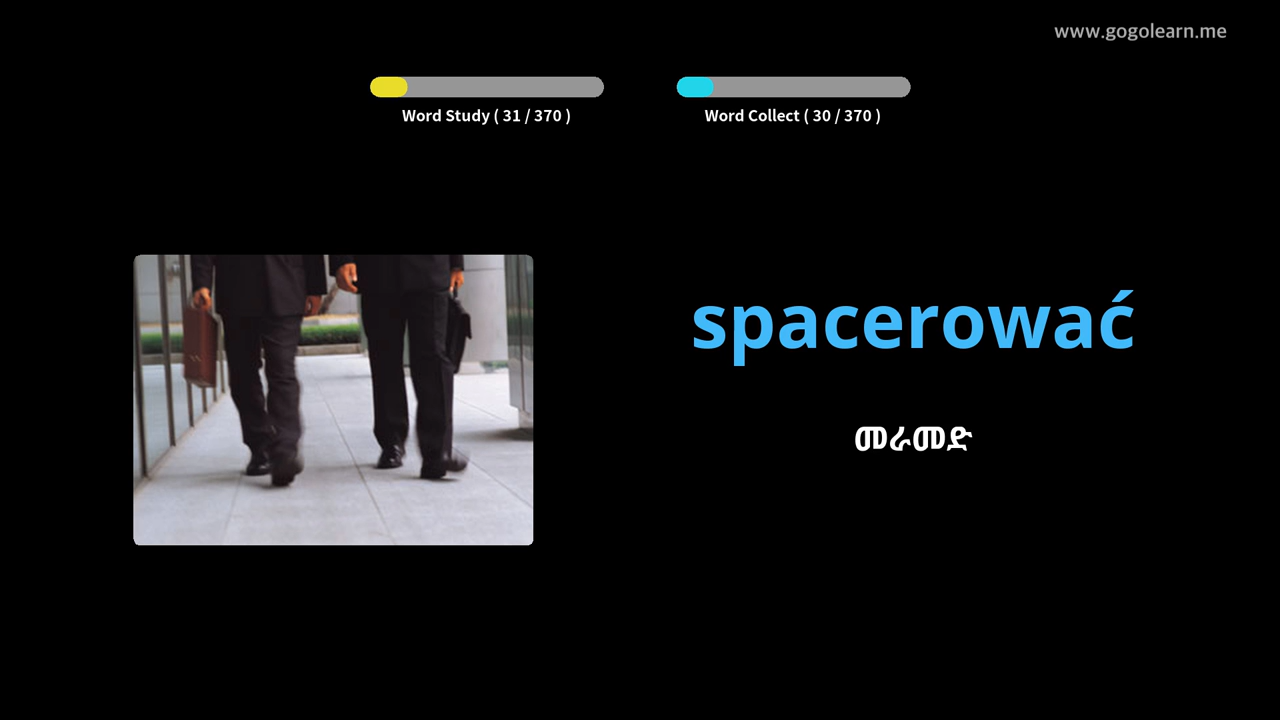 www.gogolearn.me
Word Study ( 31 / 370 )
Word Collect ( 30 / 370 )
spacerować
መራመድ